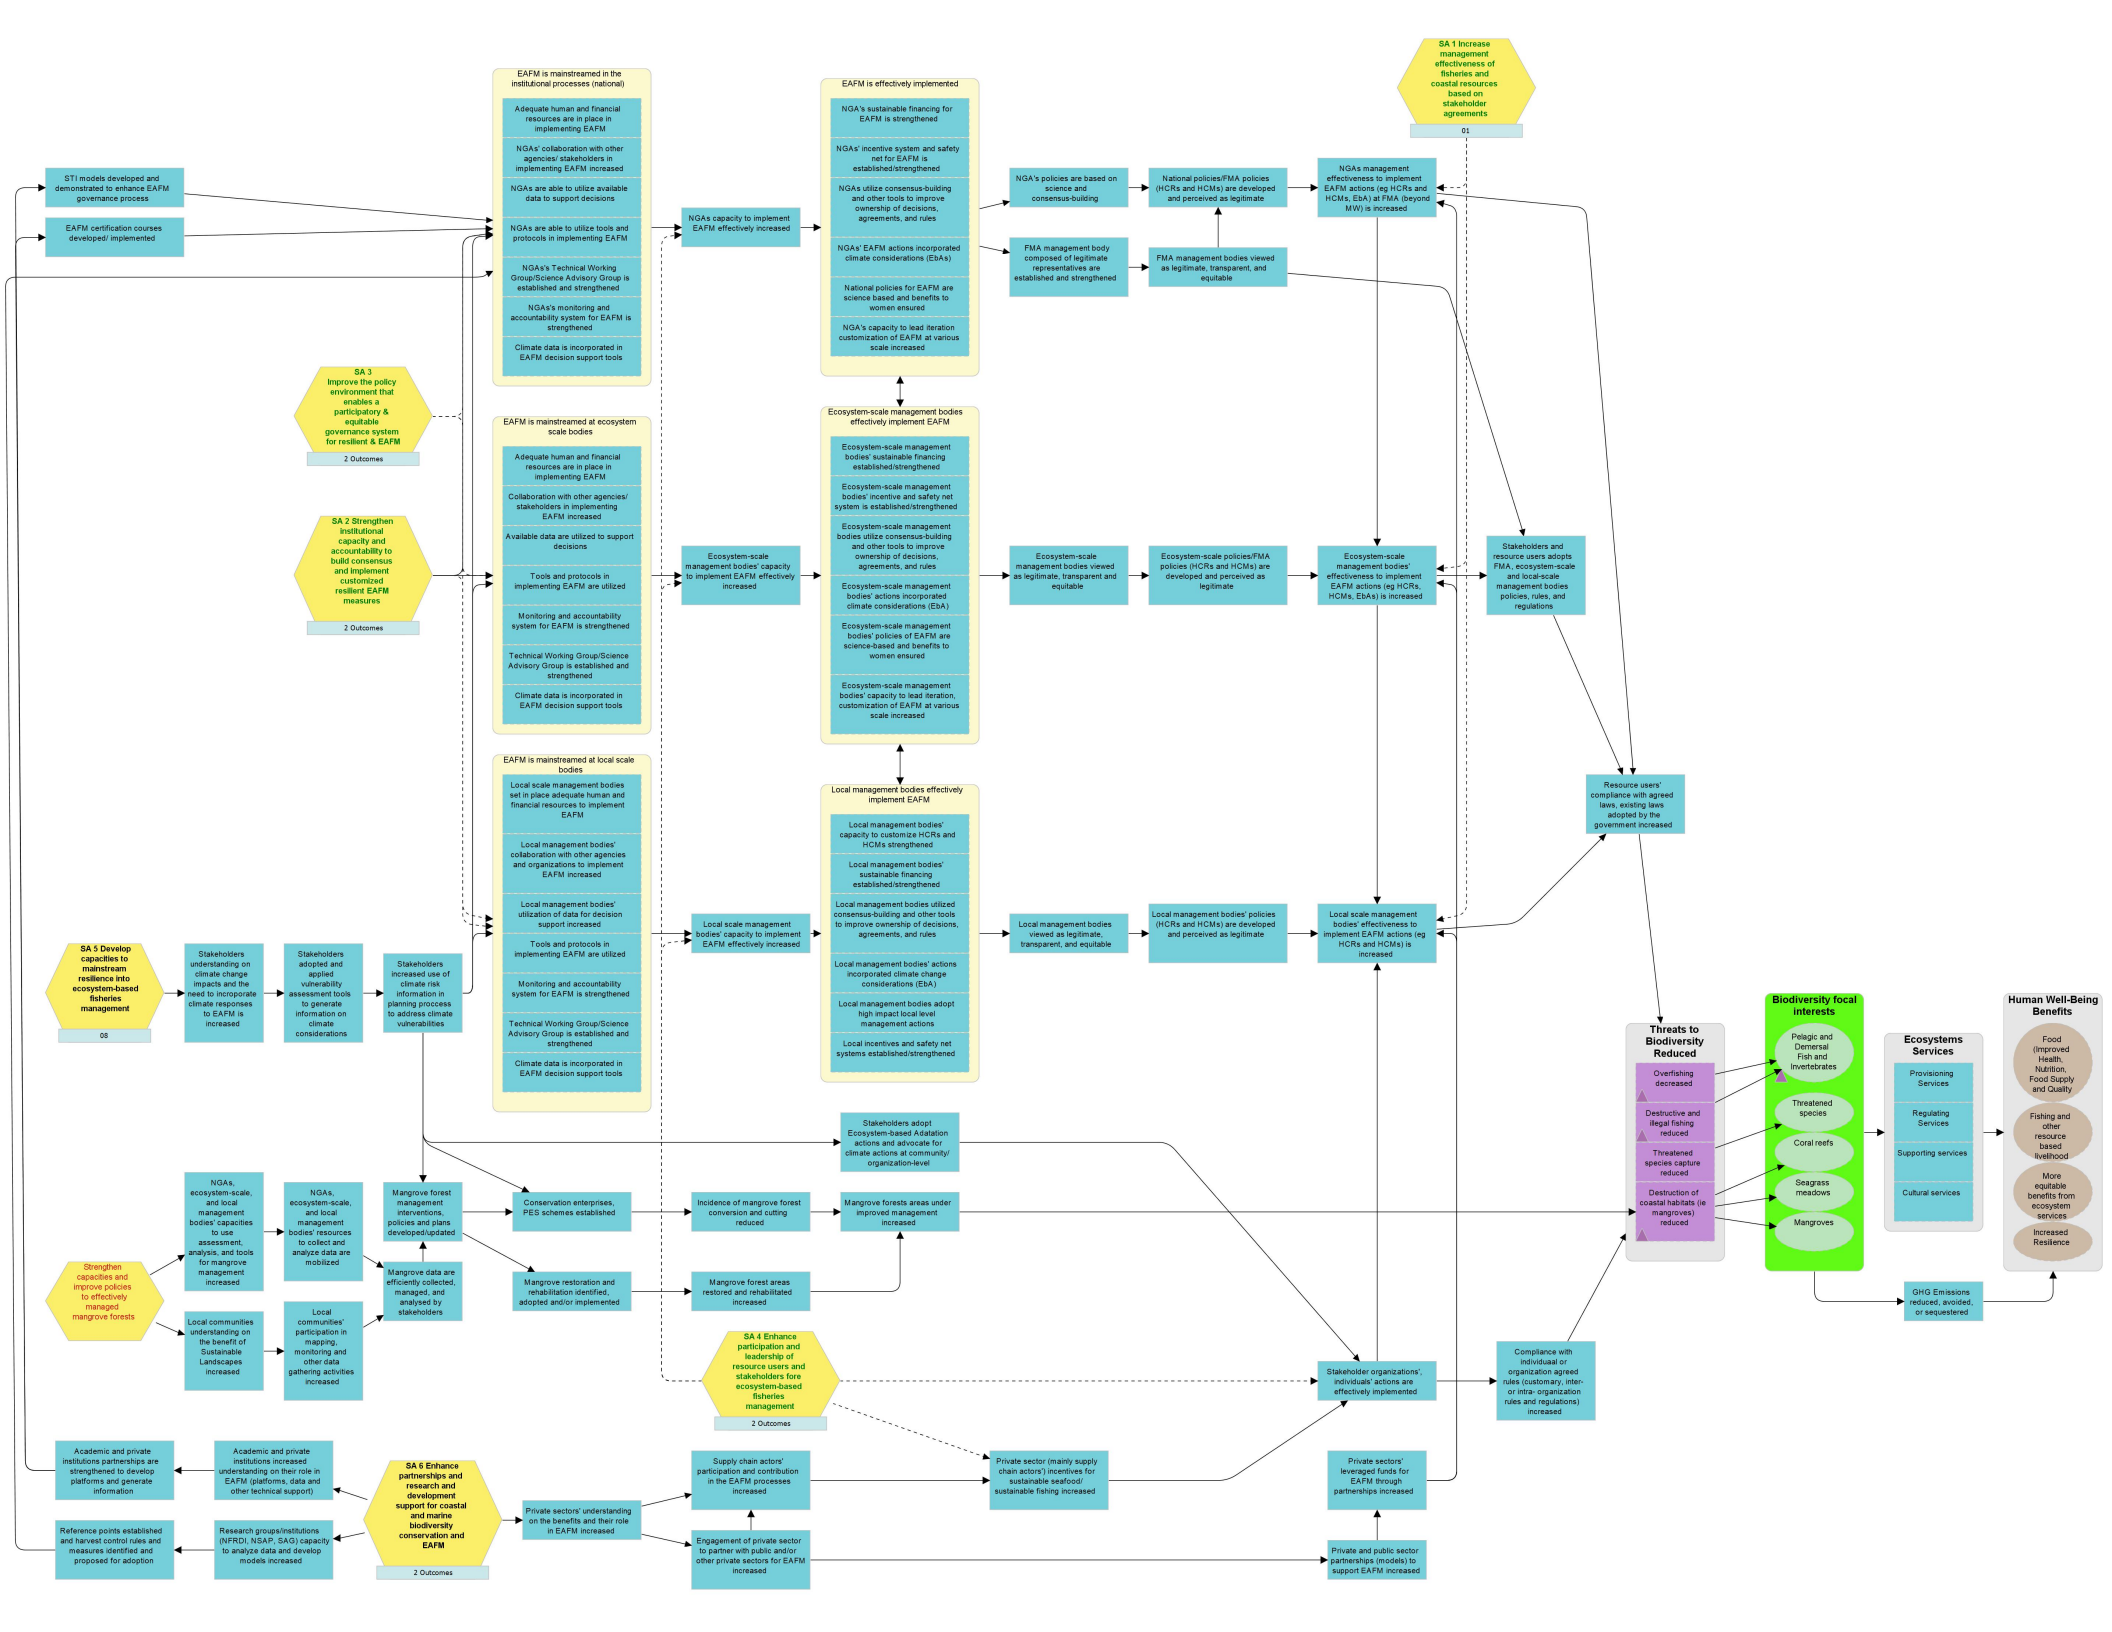 SA 1 Increase
management
effectiveness of
fisheries and
coastal resources
based on
stakeholder
agreements
01
EAFM is mainstreamed in the
institutional processes (national)
Adequate human and financial
resources are in place in
implementing EAFM
NGAs' collaboration with other
agencies/ stakeholders in
implementing EAFM increased
NGAs are able to utilize available
data to support decisions
NGAs are able to utilize tools and
protocols in implementing EAFM
NGAs's Technical Working
Group/Science Advisory Group is
established and strengthened
NGAs's monitoring and
accountability system for EAFM is
strengthened
Climate data is incorporated in
EAFM decision support tools
EAFM is effectively implemented
NGA's sustainable financing for
EAFM is strengthened
NGAs' incentive system and safety
net for EAFM is
established/strengthened
NGAs utilize consensus-building
and other tools to improve
ownership of decisions,
agreements, and rules
NGAs' EAFM actions incorporated
climate considerations (EbAs)
National policies for EAFM are
science based and benefits to
women ensured
NGA's capacity to lead iteration
customization of EAFM at various
scale increased
STI models developed and
demonstrated to enhance EAFM
governance process
EAFM certification courses
developed/ implemented
NGAs capacity to implement
EAFM effectively increased
NGA's policies are based on
science and
consensus-building
National policies/FMA policies
(HCRs and HCMs) are developed
and perceived as legitimate
NGAs management
effectiveness to implement
EAFM actions (eg HCRs and
HCMs, EbA) at FMA (beyond
MW) is increased
FMA management body
composed of legitimate
representatives are
established and strengthened
FMA management bodies viewed
as legitimate, transparent, and
equitable
SA 3
Improve the policy
environment that
enables a
participatory &
equitable
governance system
for resilient & EAFM
2 Outcomes
SA 2 Strengthen
institutional
capacity and
accountability to
build consensus
and implement
customized
resilient EAFM
measures
2 Outcomes
EAFM is mainstreamed at ecosystem
scale bodies
Adequate human and financial
resources are in place in
implementing EAFM
Collaboration with other agencies/
stakeholders in implementing
EAFM increased
Available data are utilized to support
decisions
Tools and protocols in
implementing EAFM are utilized
Monitoring and accountability
system for EAFM is strengthened
Technical Working Group/Science
Advisory Group is established and
strengthened
Climate data is incorporated in
EAFM decision support tools
Ecosystem-scale
management bodies' capacity
to implement EAFM effectively
increased
Ecosystem-scale management bodies
effectively implement EAFM
Ecosystem-scale management
bodies' sustainable financing
established/strengthened
Ecosystem-scale management
bodies' incentive and safety net
system is established/strengthened
Ecosystem-scale management
bodies utilize consensus-building
and other tools to improve
ownership of decisions,
agreements, and rules
Ecosystem-scale management
bodies' actions incorporated
climate considerations (EbA)
Ecosystem-scale management
bodies' policies of EAFM are
science-based and benefits to
women ensured
Ecosystem-scale management
bodies' capacity to lead iteration,
customization of EAFM at various
scale increased
Ecosystem-scale
management bodies viewed
as legitimate, transparent and
equitable
Ecosystem-scale policies/FMA
policies (HCRs and HCMs) are
developed and perceived as
legitimate
Ecosystem-scale
management bodies'
effectiveness to implement
EAFM actions (eg HCRs,
HCMs, EbAs) is increased
Stakeholders and
resource users adopts
FMA, ecosystem-scale
and local-scale
management bodies
policies, rules, and
regulations
EAFM is mainstreamed at local scale
bodies
Local scale management bodies
set in place adequate human and
financial resources to implement
EAFM
Local management bodies'
collaboration with other agencies
and organizations to implement
EAFM increased
Local management bodies'
utilization of data for decision
support increased
Tools and protocols in
implementing EAFM are utilized
Monitoring and accountability
system for EAFM is strengthened
Technical Working Group/Science
Advisory Group is established and
strengthened
Climate data is incorporated in
EAFM decision support tools
Local scale management
bodies' capacity to implement
EAFM effectively increased
Local management bodies effectively
implement EAFM
Local management bodies'
capacity to customize HCRs and
HCMs strengthened
Local management bodies'
sustainable financing
established/strengthened
Local management bodies utilized
consensus-building and other tools
to improve ownership of decisions,
agreements, and rules
Local management bodies' actions
incorporated climate change
considerations (EbA)
Local management bodies adopt
high impact local level
management actions
Local incentives and safety net
systems established/strengthened
Local management bodies
viewed as legitimate,
transparent, and equitable
Local management bodies' policies
(HCRs and HCMs) are developed
and perceived as legitimate
Local scale management
bodies' effectiveness to
implement EAFM actions (eg
HCRs and HCMs) is
increased
Resource users'
compliance with agreed
laws, existing laws
adopted by the
government increased
SA 5 Develop
capacities to
mainstream
resilience into
ecosystem-based
fisheries
management
08
Stakeholders
understanding on
climate change
impacts and the
need to incroporate
climate responses
to EAFM is
increased
Stakeholders
adopted and
applied
vulnerability
assessment tools
to generate
information on
climate
considerations
Stakeholders
increased use of
climate risk
information in
planning proccess
to address climate
vulnerabilities
Stakeholders adopt
Ecosystem-based Adatation
actions and advocate for
climate actions at community/
organization-level
Strengthen
capacities and
improve policies
to effectively
managed
mangrove forests
NGAs,
ecosystem-scale,
and local
management
bodies' capacities
to use
assessment,
analysis, and tools
for mangrove
management
increased
NGAs,
ecosystem-scale,
and local
management
bodies' resources
to collect and
analyze data are
mobilized
Mangrove forest
management
interventions,
policies and plans
developed/updated
Mangrove data are
efficiently collected,
managed, and
analysed by
stakeholders
Local communities
understanding on
the benefit of
Sustainable
Landscapes
increased
Local
communities'
participation in
mapping,
monitoring and
other data
gathering activities
increased
Conservation enterprises,
PES schemes established
Incidence of mangrove forest
conversion and cutting
reduced
Mangrove forests areas under
improved management
increased
Mangrove restoration and
rehabilitation identified,
adopted and/or implemented
Mangrove forest areas
restored and rehabilitated
increased
SA 4 Enhance
participation and
leadership of
resource users and
stakeholders fore
ecosystem-based
fisheries
management
2 Outcomes
Stakeholder organizations',
individuals' actions are
effectively implemented
Compliance with
individuaal or
organization agreed
rules (customary, inter-
or intra- organization
rules and regulations)
increased
Threats to
Biodiversity
Reduced
Overfishing
decreased
Destructive and
illegal fishing
reduced
Threatened
species capture
reduced
Destruction of
coastal habitats (ie
mangroves)
reduced
Biodiversity focal
interests
Pelagic and
Demersal
Fish and
Invertebrates
Threatened
species
Coral reefs
Seagrass
meadows
Mangroves
Ecosystems
Services
Provisioning
Services
Regulating
Services
Supporting services
Cultural services
Human Well-Being
Benefits
Food
(Improved
Health,
Nutrition,
Food Supply
and Quality
Fishing and
other
resource
based
livelihood
More
equitable
benefits from
ecosystem
services
Increased
Resilience
GHG Emissions
reduced, avoided,
or sequestered
Academic and private
institutions partnerships are
strengthened to develop
platforms and generate
information
Academic and private
institutions increased
understanding on their role in
EAFM (platforms, data and
other technical support)
Reference points established
and harvest control rules and
measures identified and
proposed for adoption
Research groups/institutions
(NFRDI, NSAP, SAG) capacity
to analyze data and develop
models increased
SA 6 Enhance
partnerships and
research and
development
support for coastal
and marine
biodiversity
conservation and
EAFM
2 Outcomes
Private sectors' understanding
on the benefits and their role
in EAFM increased
Supply chain actors'
participation and contribution
in the EAFM processes
increased
Engagement of private sector
to partner with public and/or
other private sectors for EAFM
increased
Private sector (mainly supply
chain actors') incentives for
sustainable seafood/
sustainable fishing increased
Private sectors'
leveraged funds for
EAFM through
partnerships increased
Private and public sector
partnerships (models) to
support EAFM increased